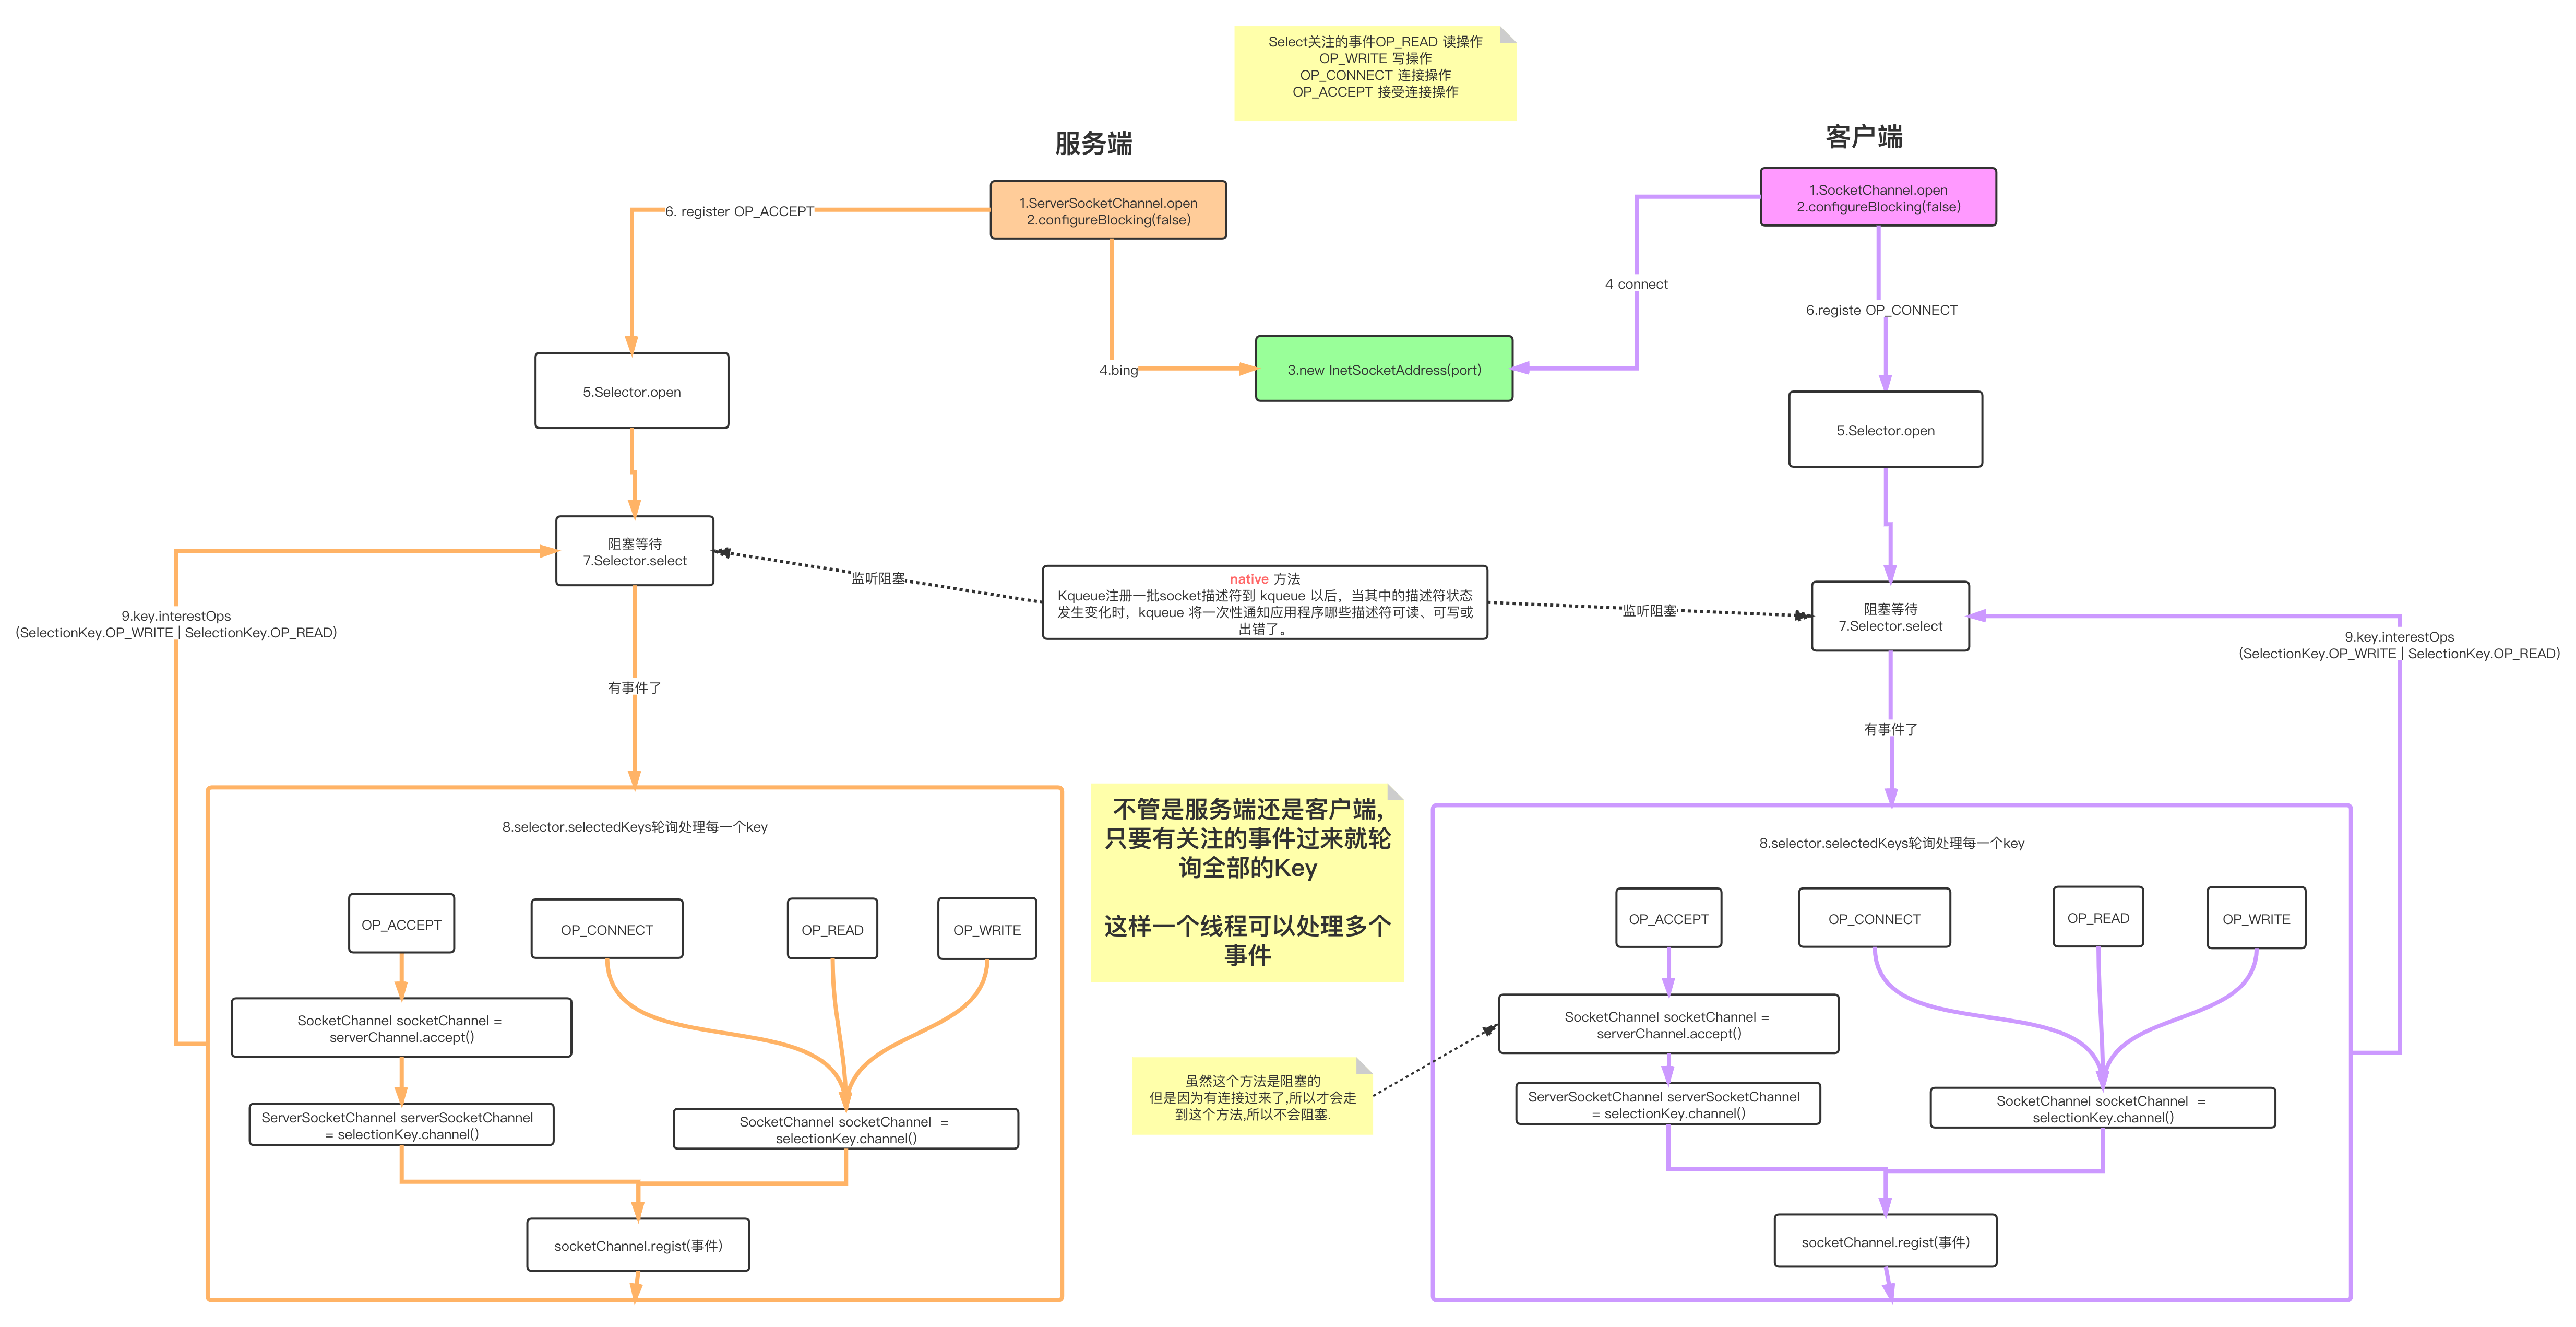 Select关注的事件OP_READ 读操作
OP_WRITE 写操作
OP_CONNECT 连接操作
OP_ACCEPT 接受连接操作
服务端
客户端
1.ServerSocketChannel.open
2.configureBlocking(false)
1.SocketChannel.open
2.configureBlocking(false)
6. register OP_ACCEPT
4 connect
6.registe OP_CONNECT
4.bing
3.new InetSocketAddress(port)
5.Selector.open
5.Selector.open
阻塞等待
7.Selector.select
监听阻塞
native 方法
Kqueue注册一批socket描述符到 kqueue 以后，当其中的描述符状态
发生变化时，kqueue 将一次性通知应用程序哪些描述符可读、可写或
出错了。
监听阻塞
阻塞等待
7.Selector.select
9.key.interestOps
(SelectionKey.OP_WRITE | SelectionKey.OP_READ)
9.key.interestOps
(SelectionKey.OP_WRITE | SelectionKey.OP_READ)
有事件了
有事件了
8.selector.selectedKeys轮询处理每一个key
OP_ACCEPT
OP_CONNECT
OP_READ
OP_WRITE
SocketChannel socketChannel =
serverChannel.accept()
ServerSocketChannel serverSocketChannel
= selectionKey.channel()
SocketChannel socketChannel =
selectionKey.channel()
socketChannel.regist(事件)
不管是服务端还是客户端,
只要有关注的事件过来就轮
询全部的Key
这样一个线程可以处理多个
事件
虽然这个方法是阻塞的
但是因为有连接过来了,所以才会走
到这个方法,所以不会阻塞.
8.selector.selectedKeys轮询处理每一个key
OP_ACCEPT
OP_CONNECT
OP_READ
OP_WRITE
SocketChannel socketChannel =
serverChannel.accept()
ServerSocketChannel serverSocketChannel
= selectionKey.channel()
SocketChannel socketChannel =
selectionKey.channel()
socketChannel.regist(事件)